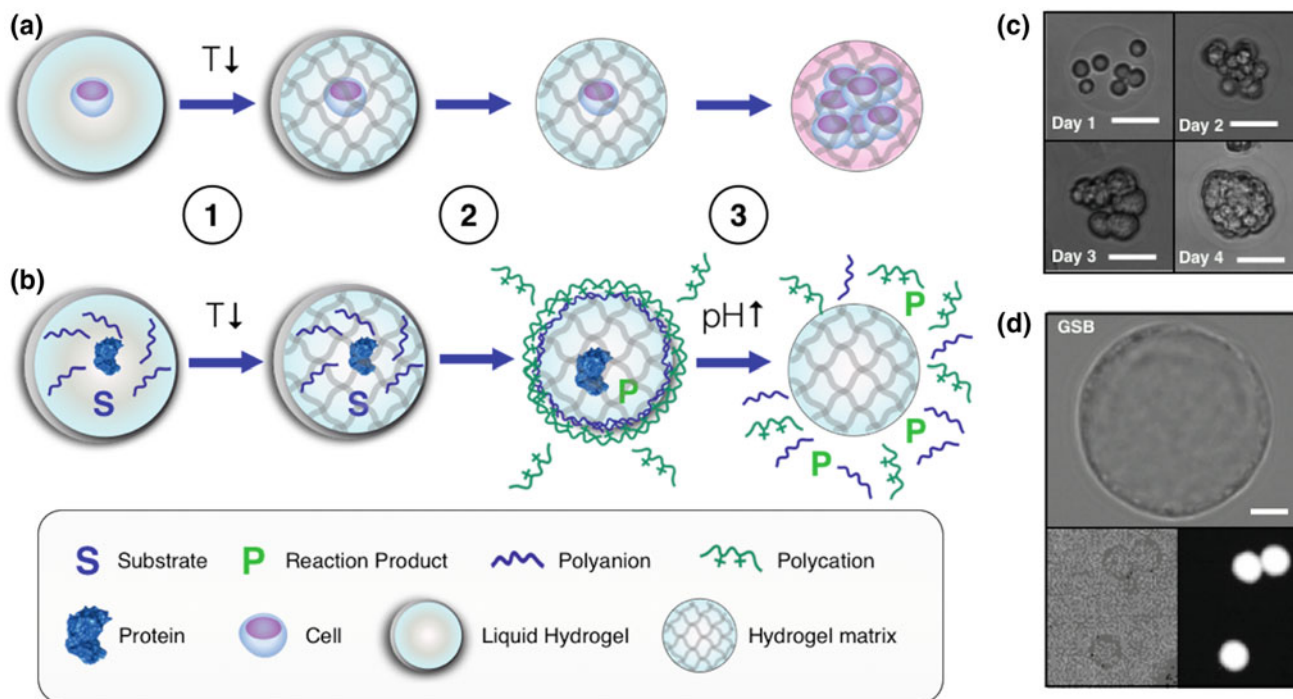 (a)
T↓
1
2
3
(b)
S
T↓
S
P
pH↑
P
P
P
P
S Substrate
P Reaction Product
Polyanion
Polycation
Protein
Cell
Liquid Hydrogel
Hydrogel matrix
(c)
Day 1
Day 2
Day 3
Day 4
(d)
GSB